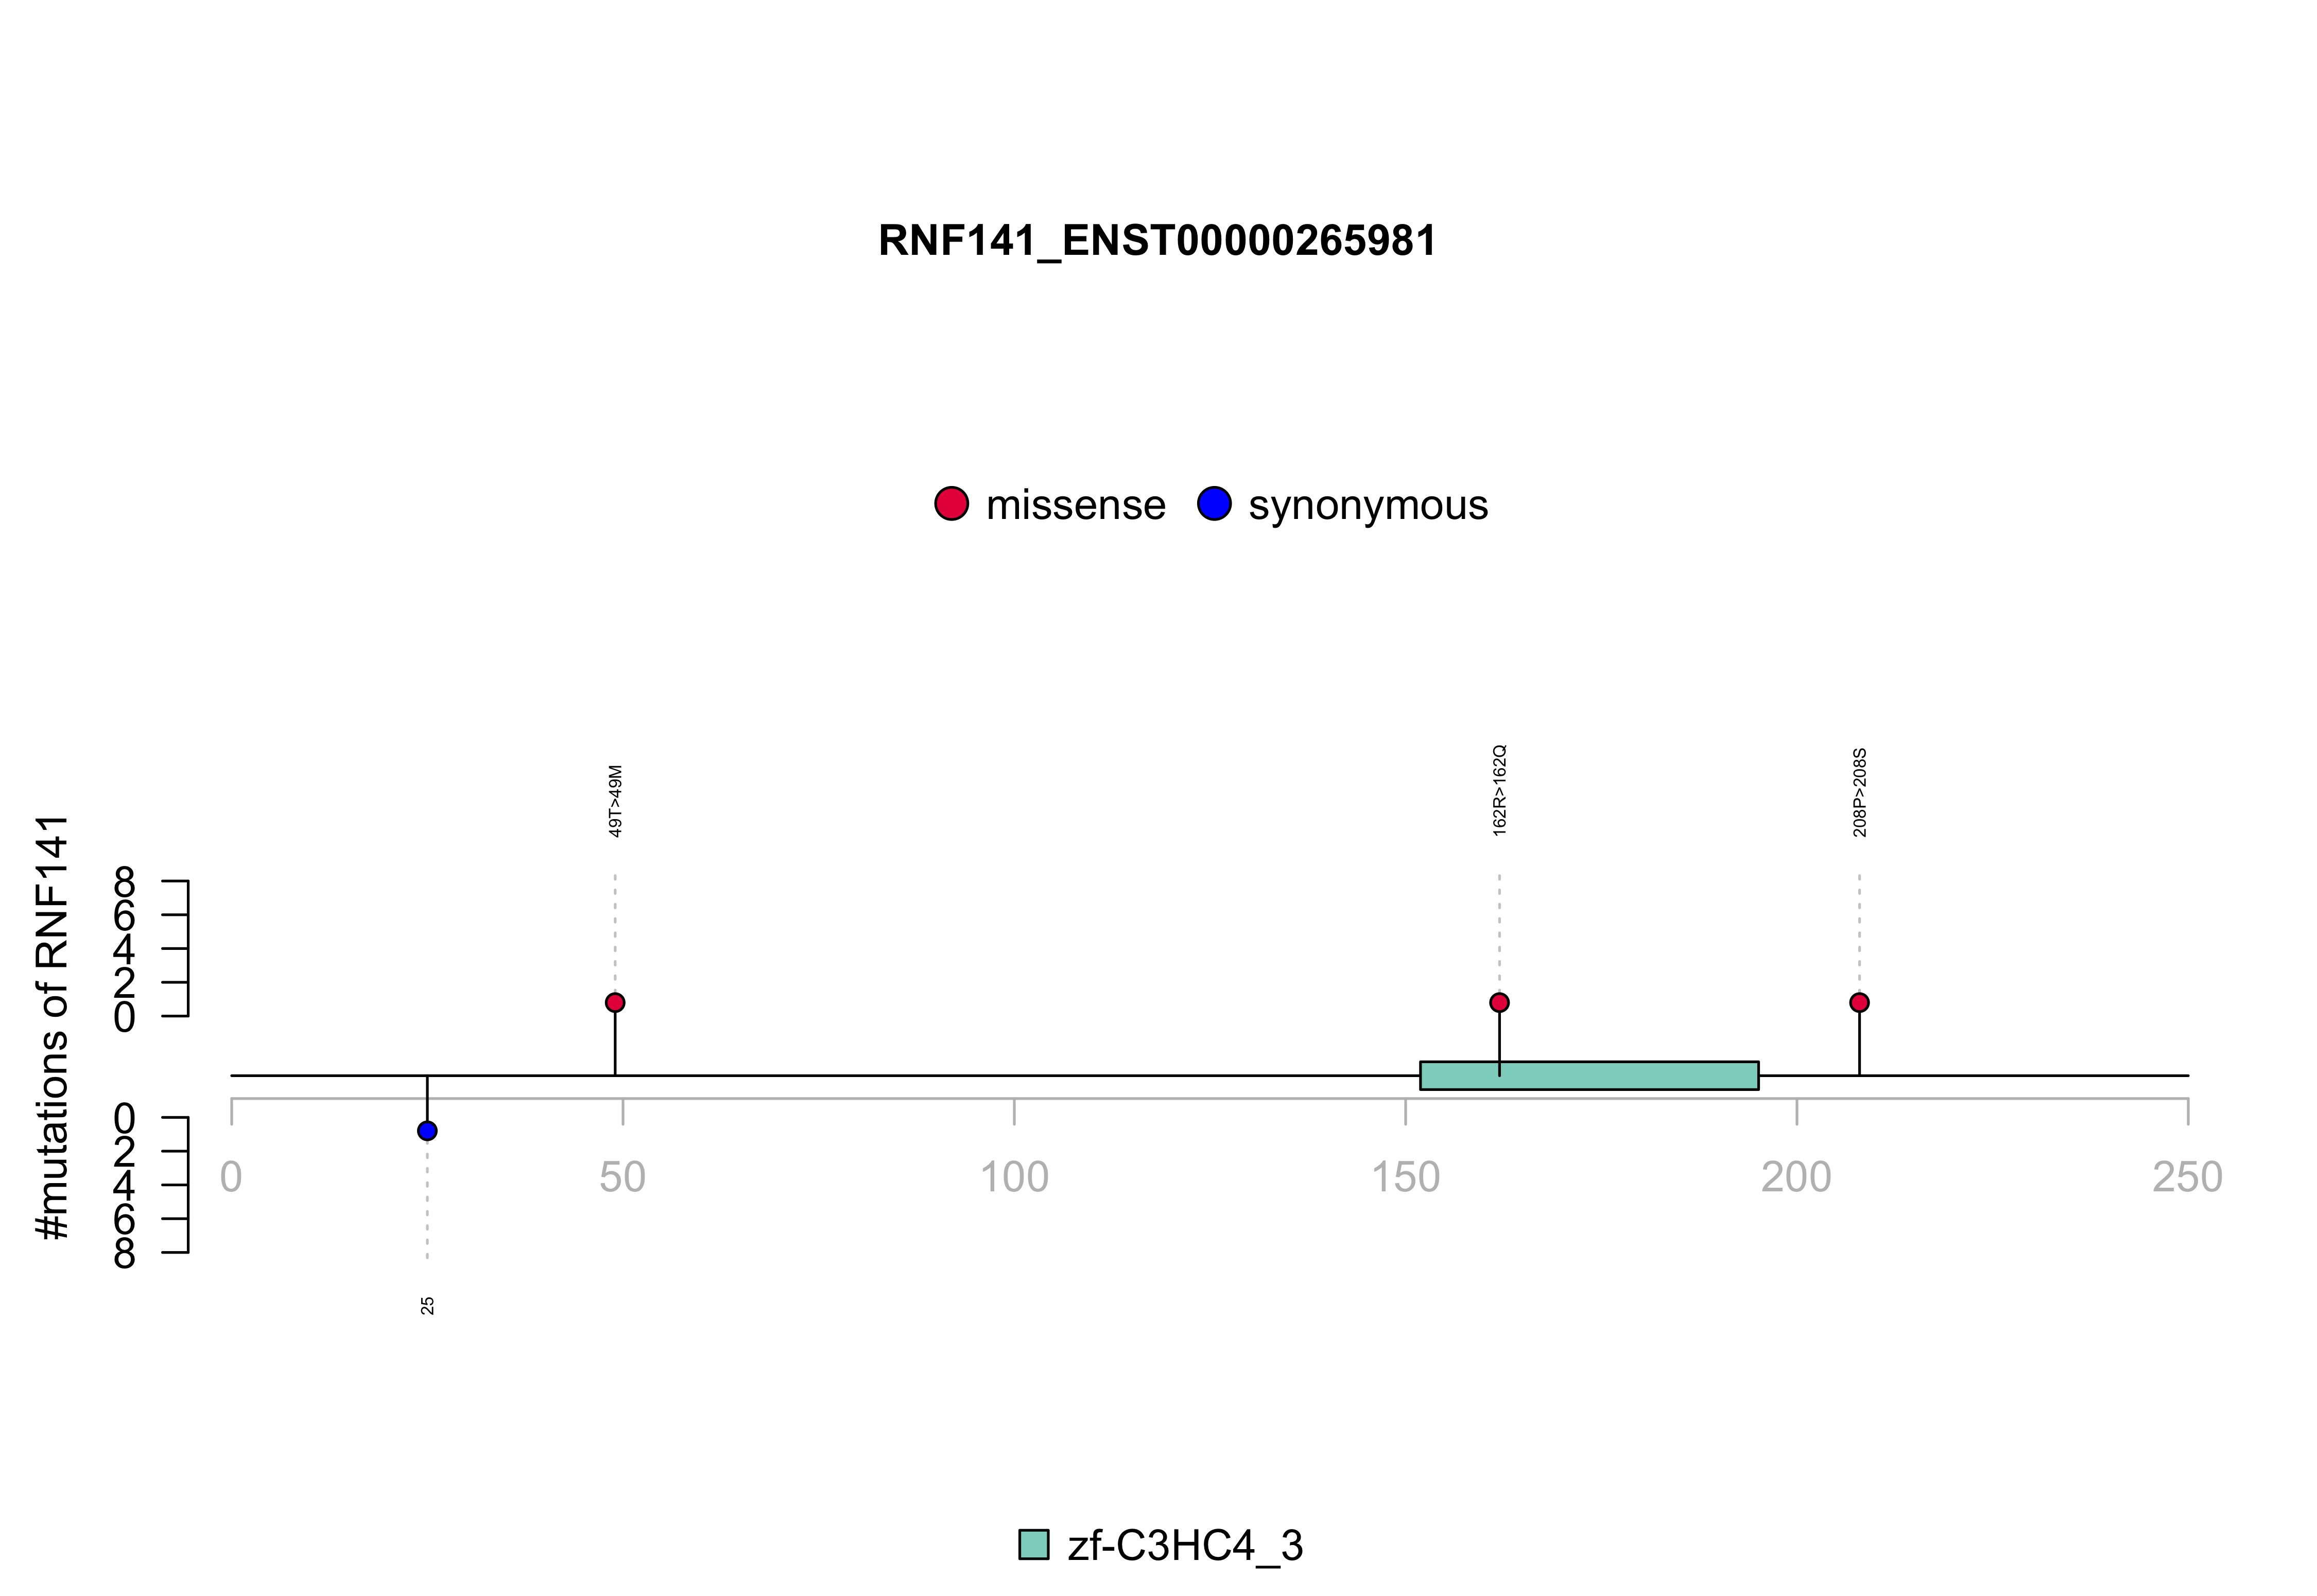 RNF141_ENST00000265981
missense synonymous
49T>49M 162R>162Q 208P>208S
#mutations of RNF141
8
6
4
2
0
0
2
4
6
8
0 50 100 150 200 250
25
zf-C3HC4_3